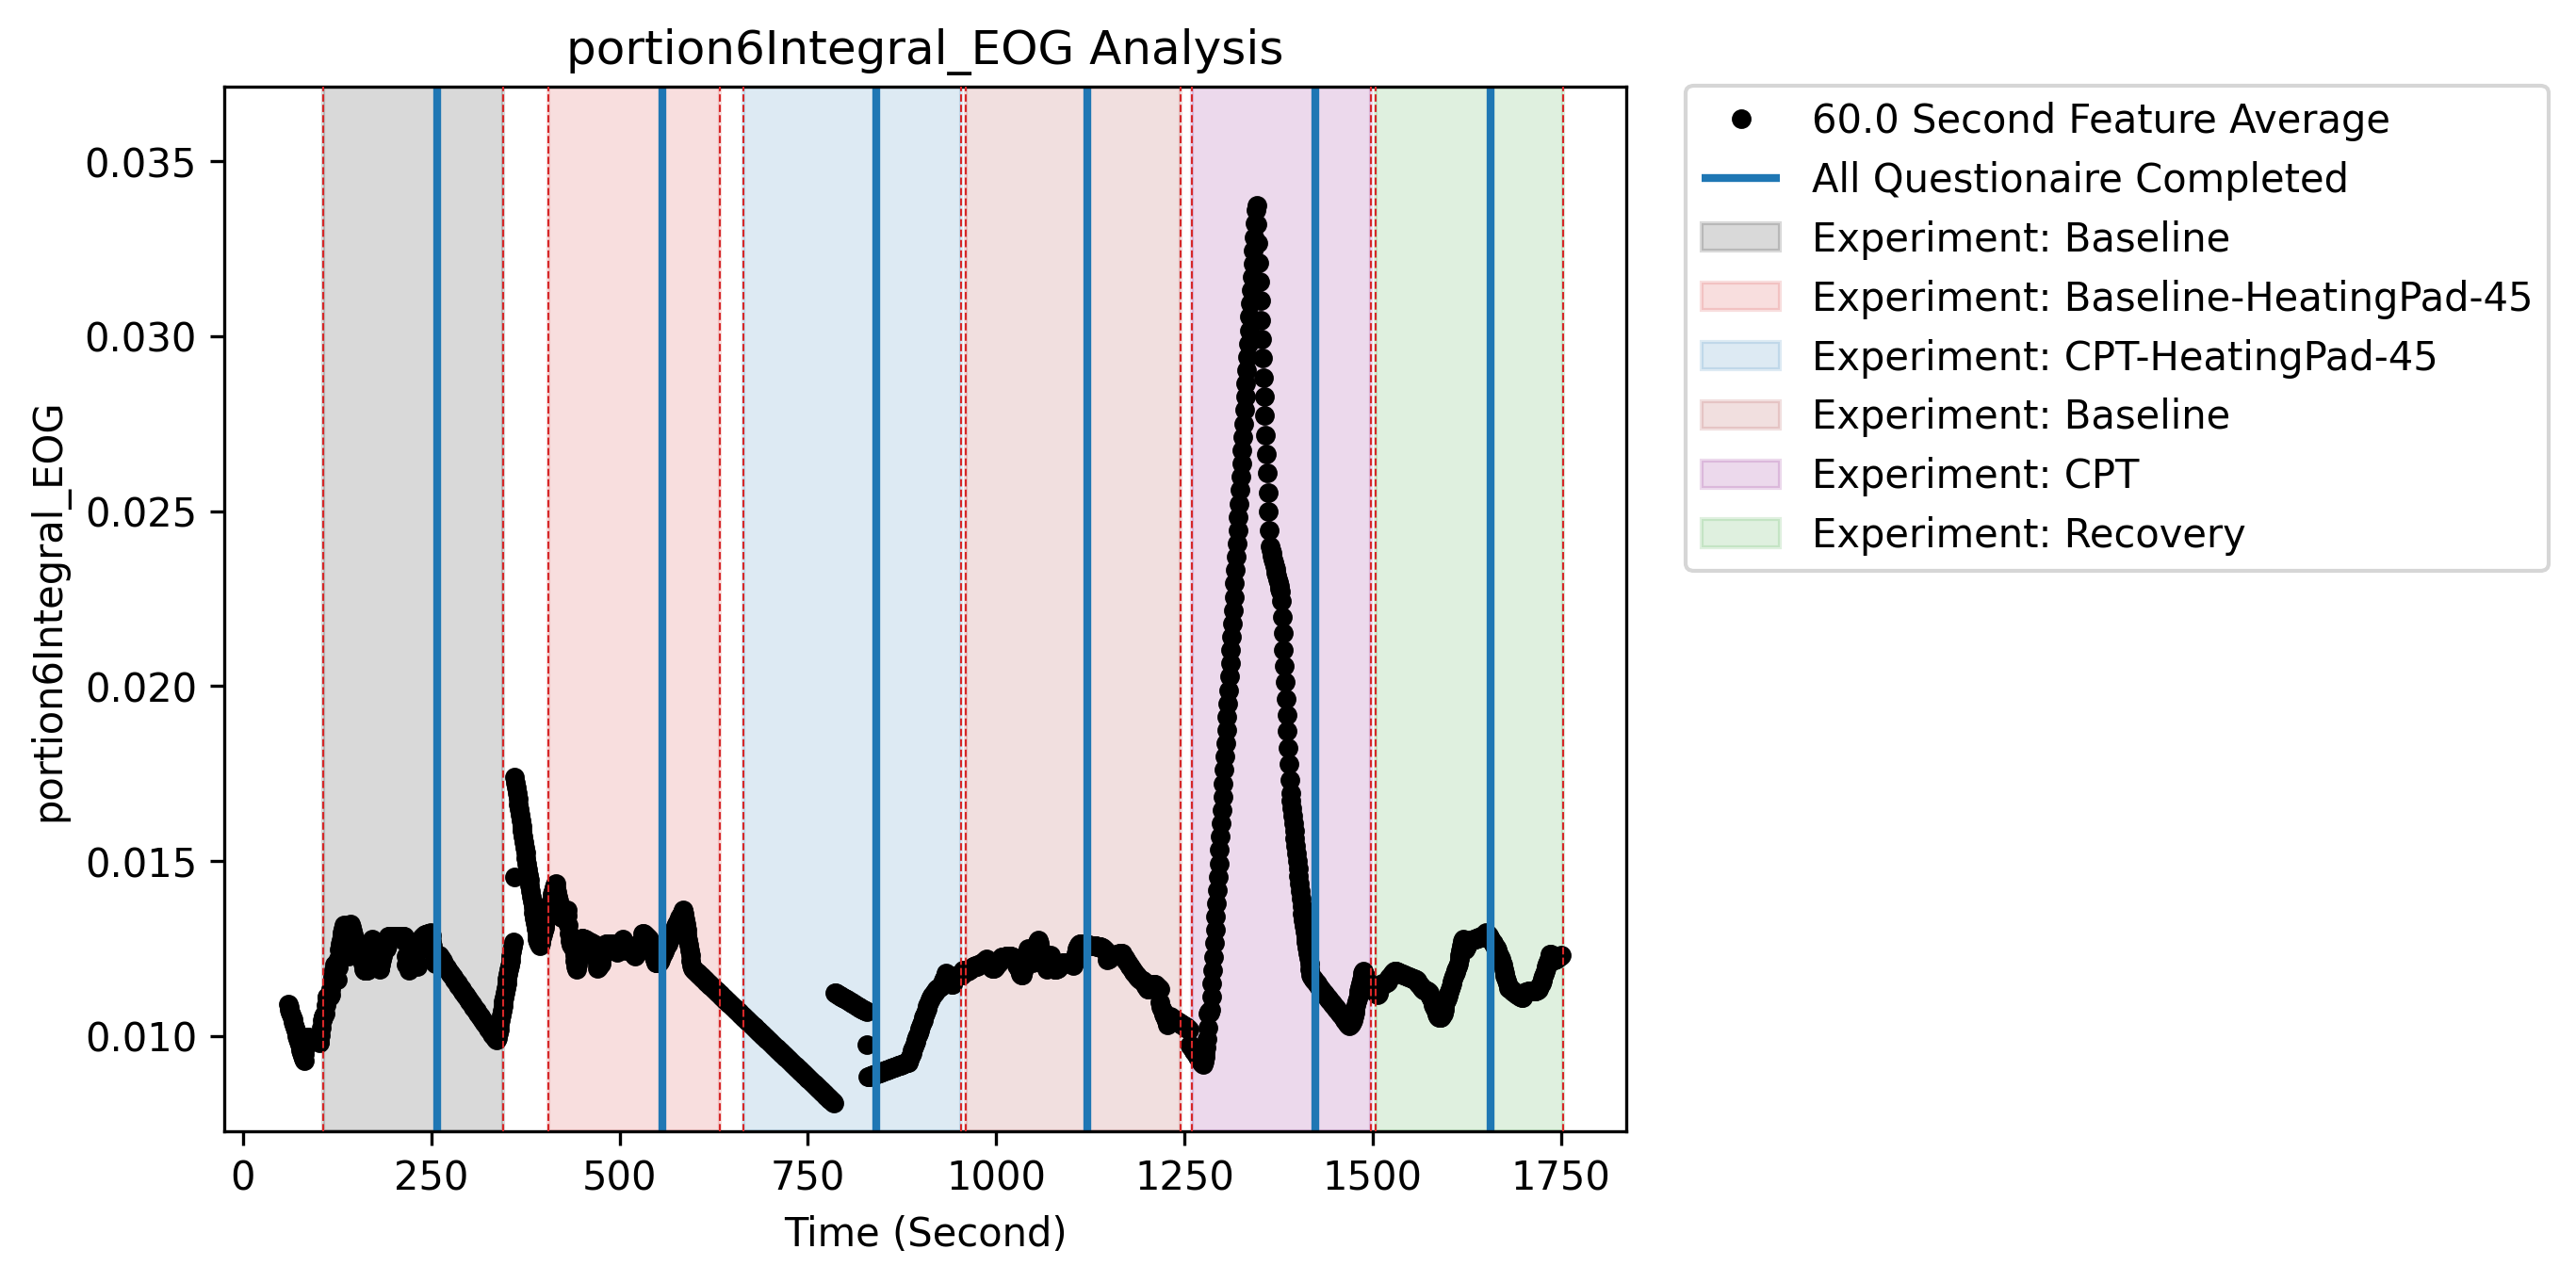 portion6Integral_EOG Analysis
portion6Integral_EOG
0.035
0.030
0.025
0.020
0.015
0.010
0 250 500 750 1000 1250 1500 1750
Time (Second)
60.0 Second Feature Average
All Questionaire Completed
Experiment: Baseline
Experiment: Baseline-HeatingPad-45
Experiment: CPT-HeatingPad-45
Experiment: Baseline
Experiment: CPT
Experiment: Recovery